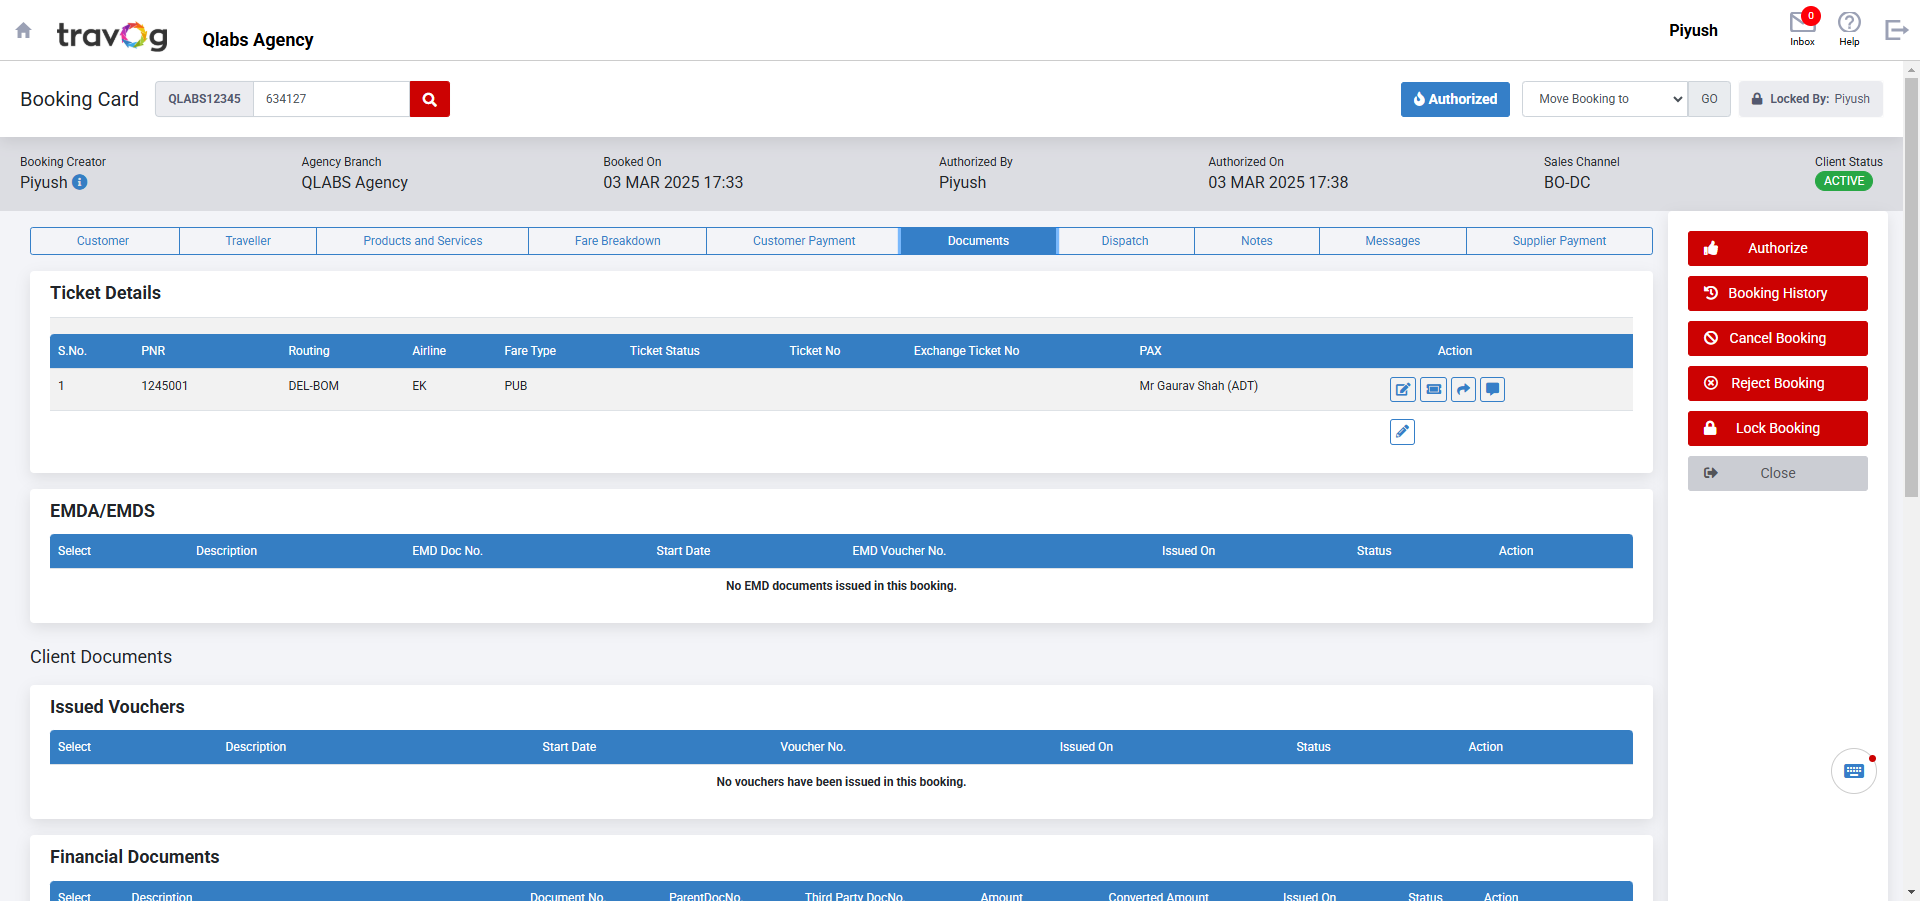 travog
Qlabs Agency
Piyush
0
Inbox
Help
Booking Card
QLABS12345
634127
Authorized
Move Booking to
GO
Locked By: Piyush
Booking Creator
Piyush
Agency Branch
QLABS Agency
Booked On
03 MAR 2025 17:33
Authorized By
Piyush
Authorized On
03 MAR 2025 17:38
Sales Channel
BO-DC
Client Status
ACTIVE
Customer
Traveller
Products and Services
Fare Breakdown
Customer Payment
Documents
Dispatch
Notes
Messages
Supplier Payment
Ticket Details
S.No. PNR Routing Airline Fare Type Ticket Status Ticket No Exchange Ticket No PAX Action
1 1245001 DEL-BOM EK PUB Mr Gaurav Shah (ADT)
EMDA/EMDS
Select Description EMD Doc No. Start Date EMD Voucher No. Issued On Status Action
No EMD documents issued in this booking.
Client Documents
Issued Vouchers
Select Description Start Date Voucher No. Issued On Status Action
No vouchers have been issued in this booking.
Financial Documents
Select Description Document No. ParentDocNo. Third Party DocNo. Amount Converted Amount Issued On Status Action
Authorize
Booking History
Cancel Booking
Reject Booking
Lock Booking
Close